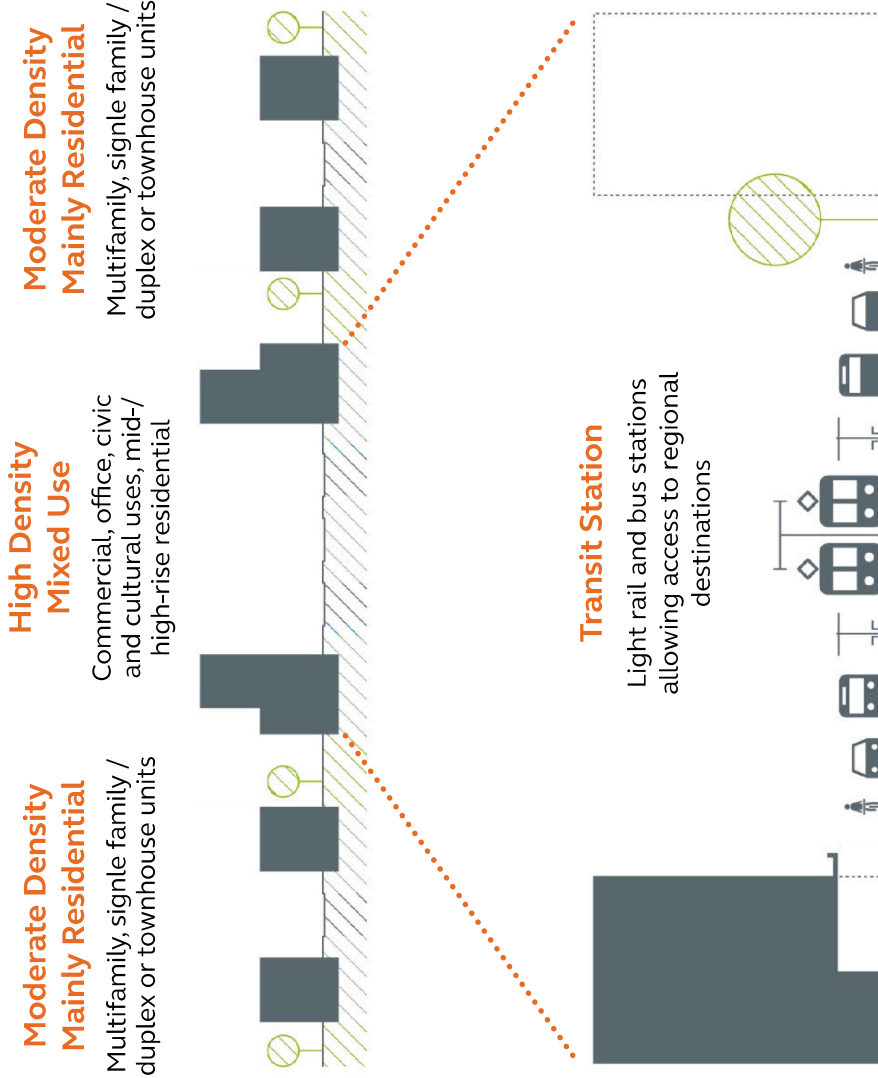 Moderate Density
Mainly Residential
Multifamily, signle family /
duplex or townhouse units
High Density
Mixed Use
Commercial, office, civic
and cultural uses, mid-/
high-rise residential
Moderate Density
Mainly Residential
Multifamily, signle family /
duplex or townhouse units
Transit Station
Light rail and bus stations
allowing access to regional
destinations